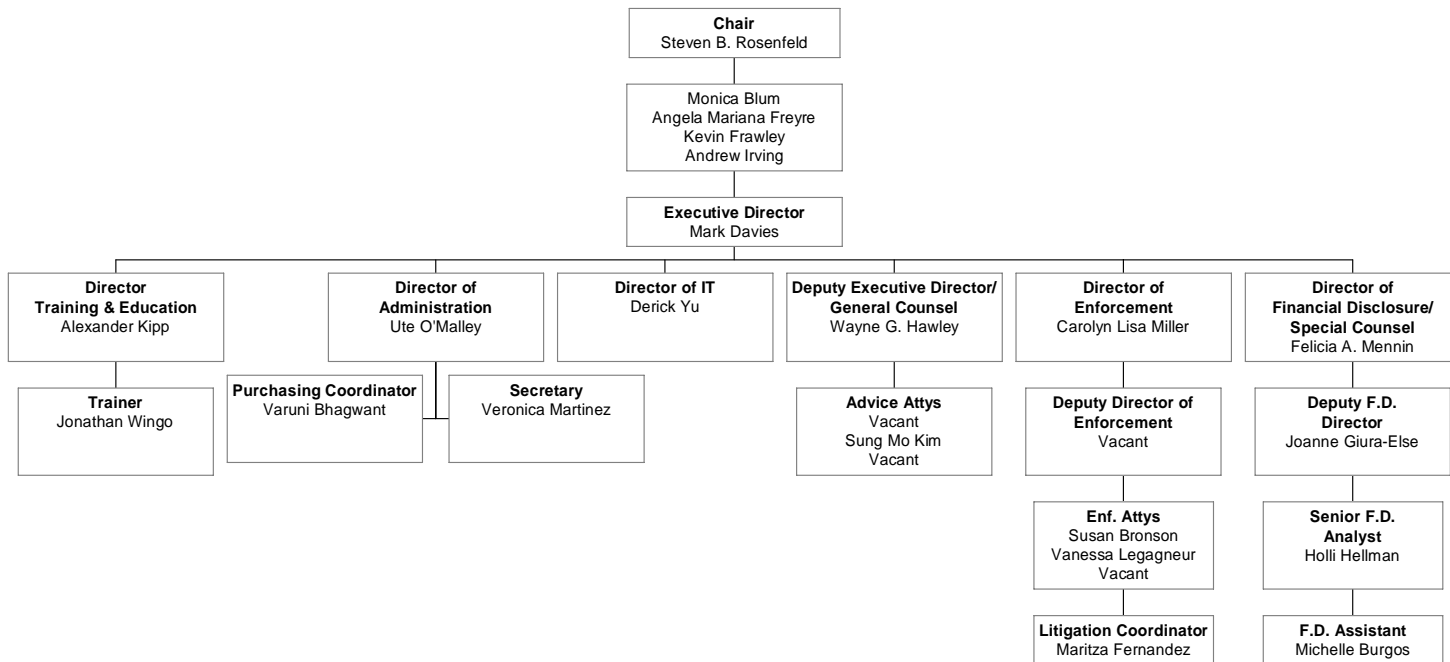 Chair
Steven B. Rosenfeld
Monica Blum
Angela Mariana Freyre
Kevin Frawley
Andrew Irving
Executive Director
Mark Davies
Director
Training & Education
Alexander Kipp
Director of
Administration
Ute O'Malley
Director of IT
Derick Yu
Deputy Executive Director/
General Counsel
Wayne G. Hawley
Director of
Enforcement
Carolyn Lisa Miller
Director of
Financial Disclosure/
Special Counsel
Felicia A. Mennin
Trainer
Jonathan Wingo
Purchasing Coordinator
Varuni Bhagwant
Secretary
Veronica Martinez
Advice Attys
Vacant
Sung Mo Kim
Vacant
Deputy Director of
Enforcement
Vacant
Deputy F.D.
Director
Joanne Giura-Else
Enf. Attys
Susan Bronson
Vanessa Legagneur
Vacant
Senior F.D.
Analyst
Holli Hellman
Litigation Coordinator
Maritza Fernandez
F.D. Assistant
Michelle Burgos